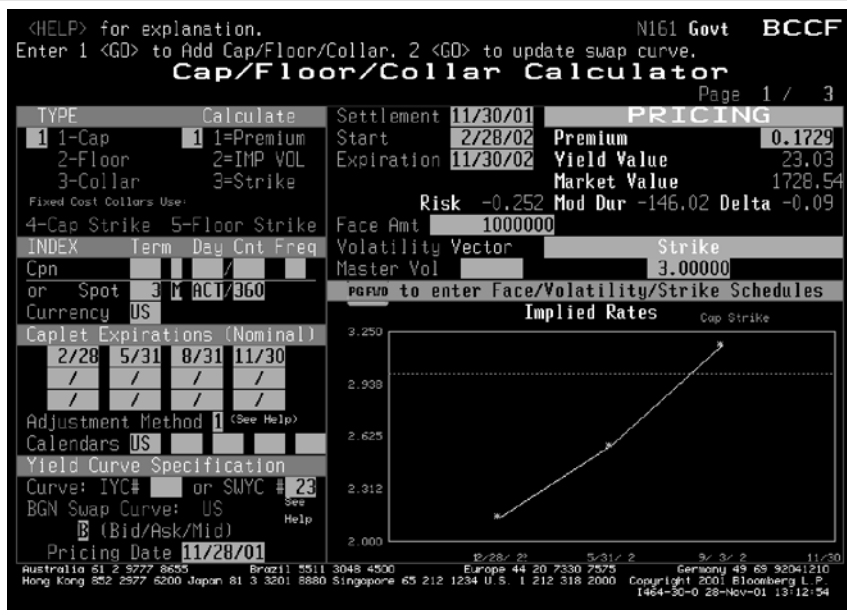 <HELP> for explanation. N161 Govt BCCF
Enter 1 <GO> to Add Cap/Floor/Collar. 2 <GO> to update swap curve.
Cap/Floor/Collar Calculator
Page 1 / 3
TYPE Calculate
1 1-Cap 1 1=Premium
2-Floor 2=IMP VOL
3-Collar 3=Strike
Fixed Cost Collars Use:
4-Cap Strike 5-Floor Strike
Settlement 11/30/01 PRICING
Start 2/28/02 Premium 0.1729
Expiration 11/30/02 Yield Value 23.03
Market Value 1728.54
Risk -0.252 Mod Dur -146.02 Delta -0.09
Face Amt 1000000
INDEX Term Day Cnt Freq
Cpn /
or Spot 3 M ACT/360
Currency US
Volatility Vector Strike
Master Vol 3.00000
PGFWD to enter Face/Volatility/Strike Schedules
Caplet Expirations (Nominal)
2/28 5/31 8/31 11/30
/ / / /
/ / / /
Adjustment Method 1 (See Help)
Calendars US
Yield Curve Specification
Curve: IYC# or SWYC # 23
BGN Swap Curve: US See Help
B (Bid/Ask/Mid)
Pricing Date 11/28/01
Implied Rates Cap Strike
3.250
2.938
2.625
2.312
2.000
5/31/ 2 9/ 3/ 2 11/30
Australia 61 2 9777 8655 Brazil 5511 3048 4500 Europe 44 20 7330 7575 Germany 49 69 92041210
Hong Kong 852 2977 6200 Japan 81 3 3201 8880 Singapore 65 212 1234 U.S. 1 212 318 2000 Copyright 2001 Bloomberg L.P.
I464-30-0 28-Nov-01 13:12:54